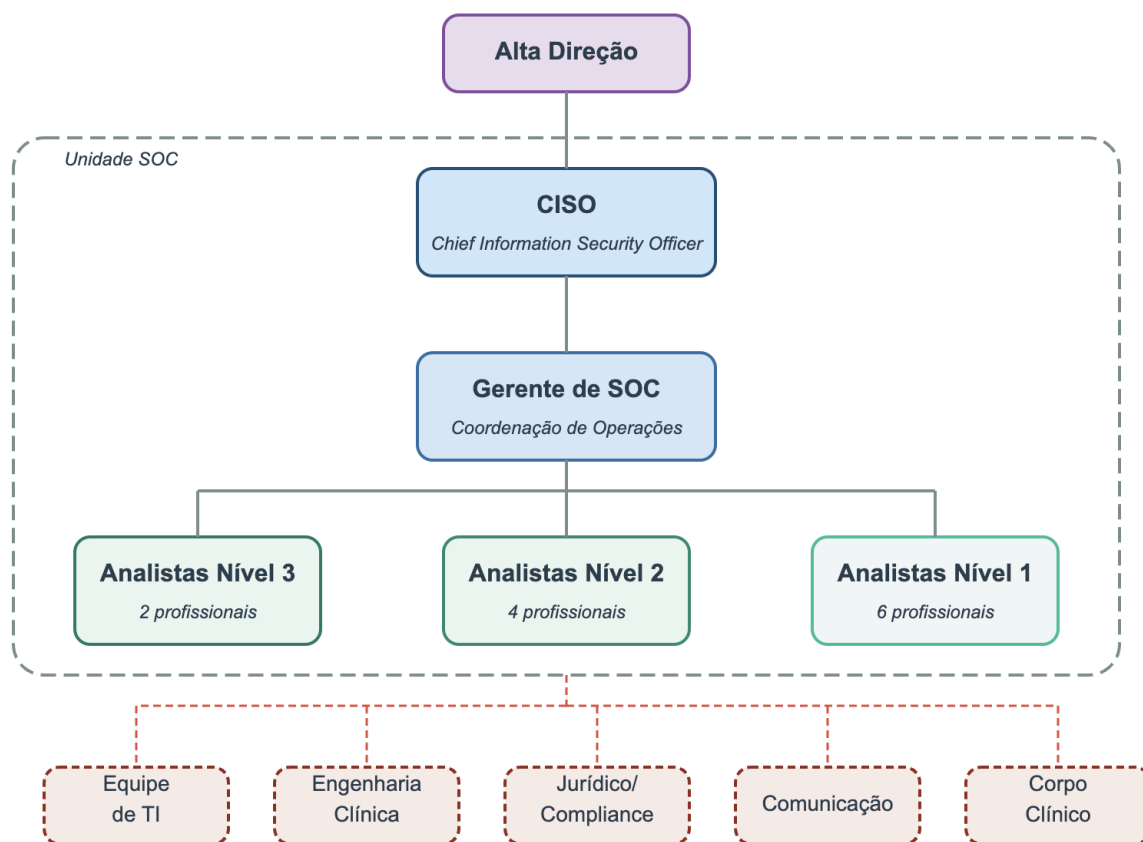 Alta Direção
Unidade SOC
CISO
Chief Information Security Officer
Gerente de SOC
Coordenação de Operações
Analistas Nível 3
2 profissionais
Analistas Nível 2
4 profissionais
Analistas Nível 1
6 profissionais
Equipe
de TI
Engenharia
Clínica
Jurídico/
Compliance
Comunicação
Corpo
Clínico